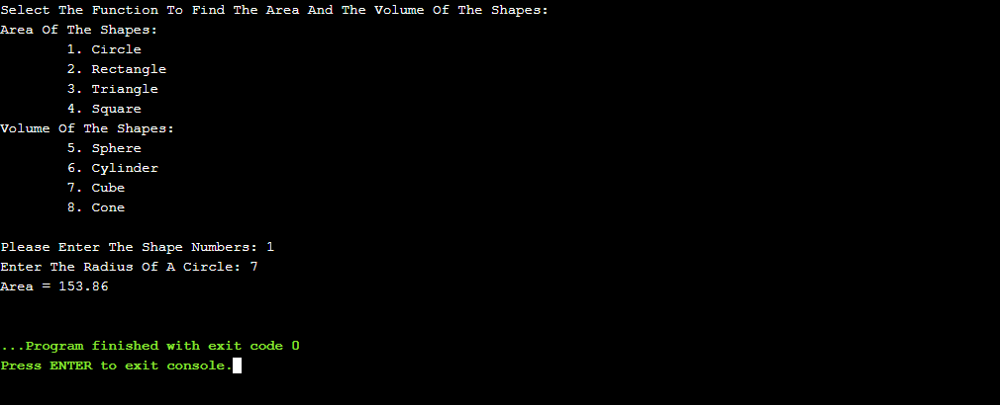 Select The Function To Find The Area And The Volume Of The Shapes:
Area Of The Shapes:
1. Circle
2. Rectangle
3. Triangle
4. Square
Volume Of The Shapes:
5. Sphere
6. Cylinder
7. Cube
8. Cone
Please Enter The Shape Numbers: 1
Enter The Radius Of A Circle: 7
Area = 153.86
...Program finished with exit code 0
Press ENTER to exit console.